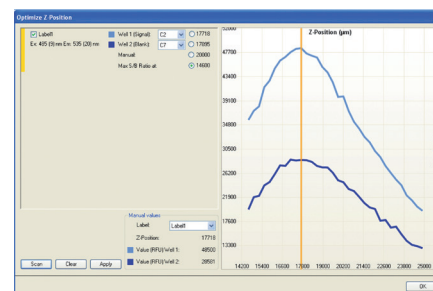 Optimize Z Position
Label1
Ex: 485 (9) nm Em: 535 (20) nm
Well 1 (Signal): C2 17718
Well 2 (Blank): C7 17895
Manual: 20000
Max S/B Ratio at: 14600
Manual values
Label: Label1
Z-Position: 17718
Value (RFU) Well 1: 48500
Value (RFU) Well 2: 28581
Scan Clear Apply
Z-Position (µm)
52000
47700
43400
39100
34800
30500
26200
21900
17600
13300
14200 15400 16600 17800 19000 20200 21400 22600 23800 25000
OK